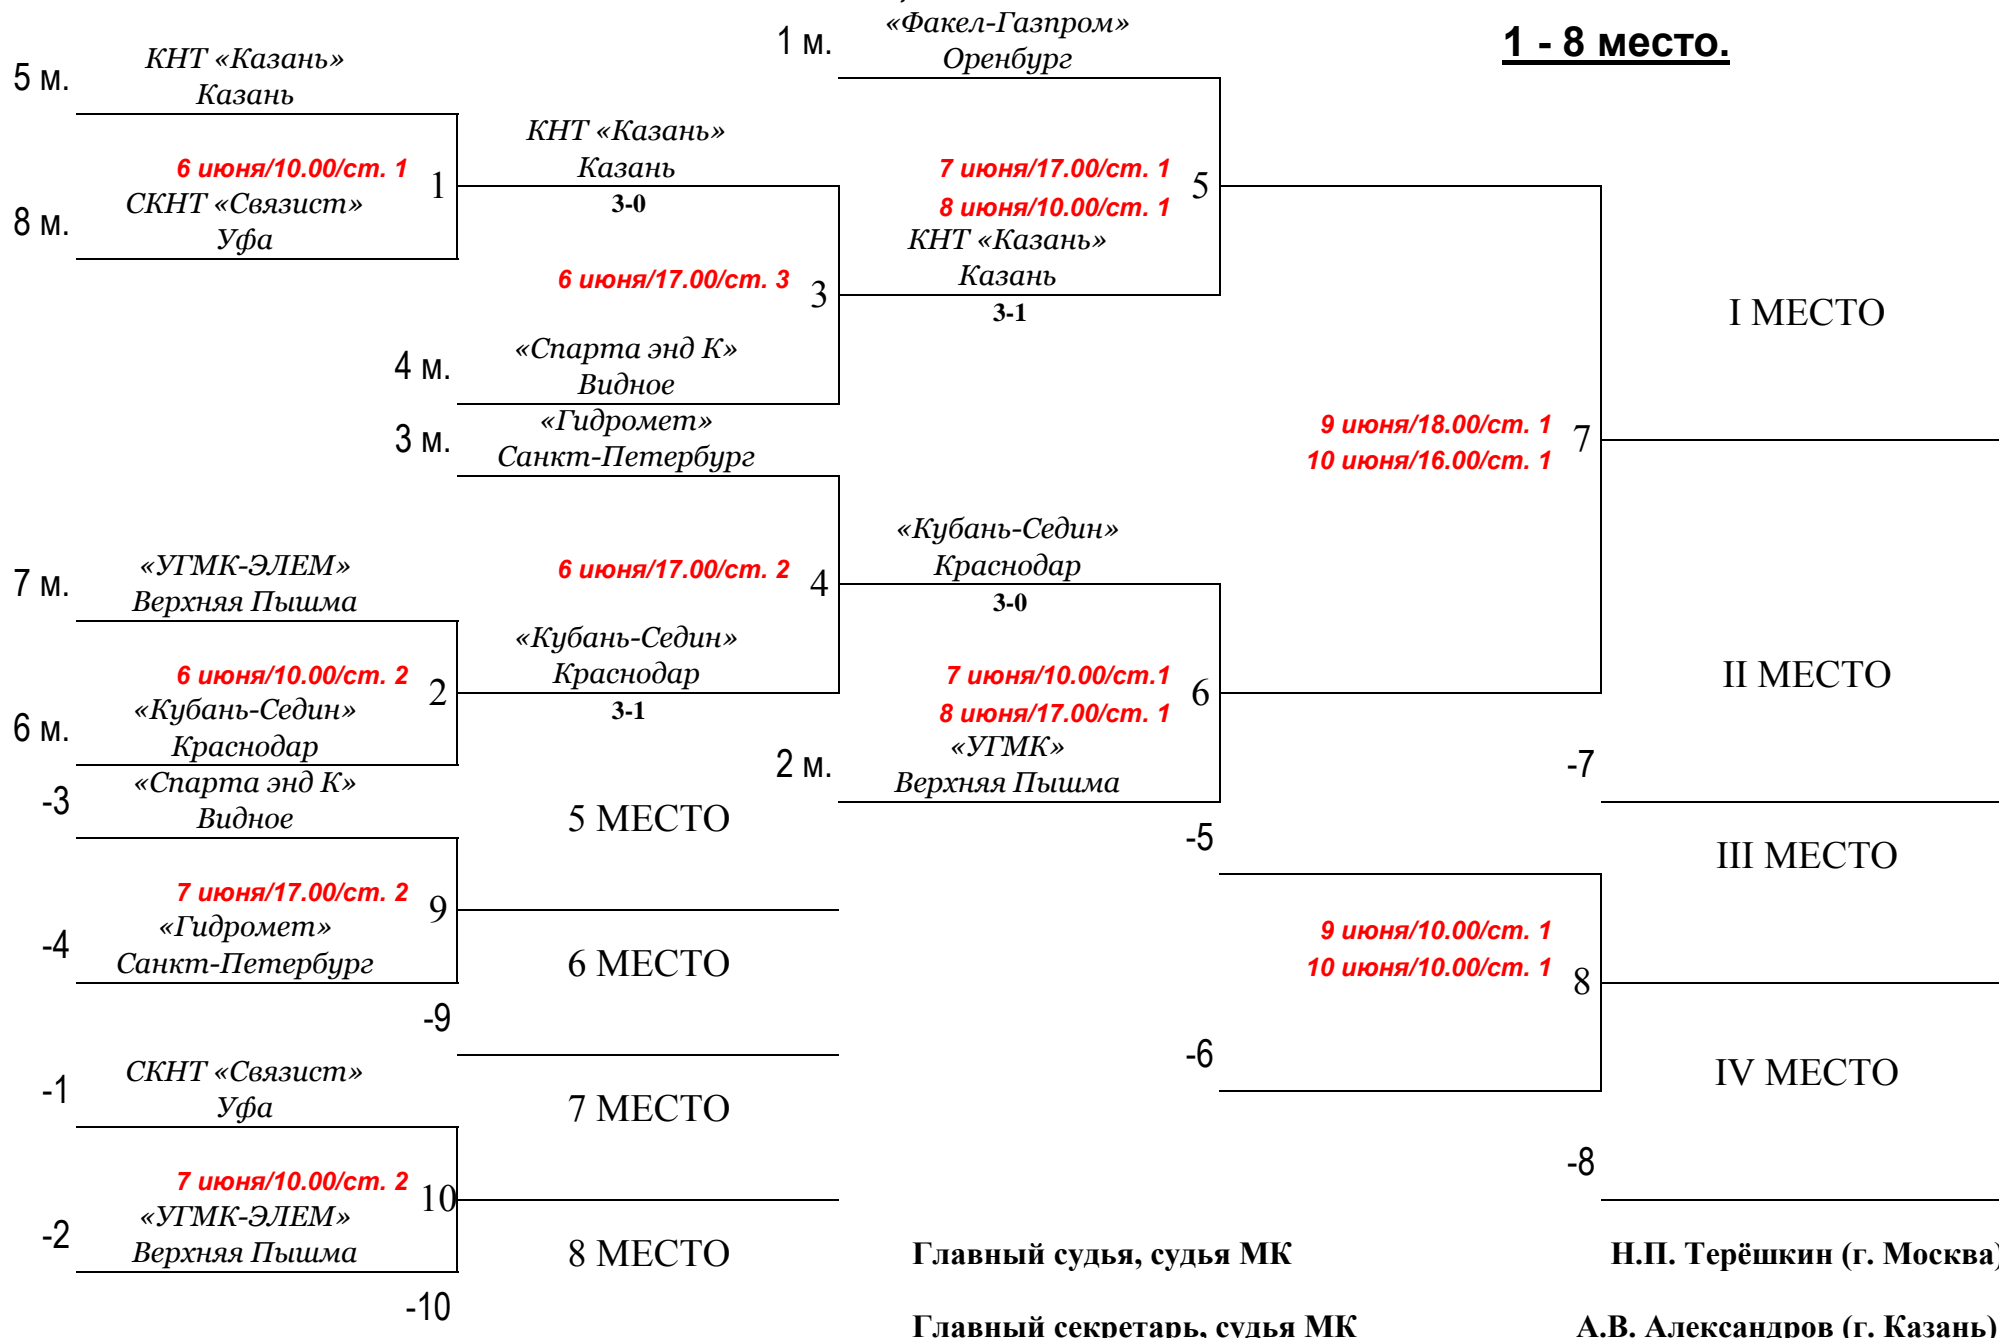 «Факел-Газпром»
1 м.
Оренбург
1 - 8 место.
КНТ «Казань»
5 м.
Казань
КНТ «Казань»
Казань
3-0
6 июня/10.00/ст. 1
1
СКНТ «Связист»
8 м.
Уфа
7 июня/17.00/ст. 1
5
8 июня/10.00/ст. 1
КНТ «Казань»
Казань
3-1
6 июня/17.00/ст. 3
3
I МЕСТО
«Спарта энд К»
4 м.
Видное
«Гидромет»
3 м.
Санкт-Петербург
9 июня/18.00/ст. 1
7
10 июня/16.00/ст. 1
«Кубань-Седин»
Краснодар
3-0
«УГМК-ЭЛЕМ»
7 м.
Верхняя Пышма
6 июня/17.00/ст. 2
4
«Кубань-Седин»
Краснодар
3-1
6 июня/10.00/ст. 2
2
«Кубань-Седин»
6 м.
Краснодар
7 июня/10.00/ст.1
6
8 июня/17.00/ст. 1
«УГМК»
2 м.
Верхняя Пышма
II МЕСТО
-7
«Спарта энд К»
-3
Видное
5 МЕСТО
-5
III МЕСТО
7 июня/17.00/ст. 2
9
«Гидромет»
-4
Санкт-Петербург
6 МЕСТО
9 июня/10.00/ст. 1
10 июня/10.00/ст. 1
8
-9
-6
СКНТ «Связист»
-1
Уфа
7 МЕСТО
IV МЕСТО
-8
7 июня/10.00/ст. 2
10
«УГМК-ЭЛЕМ»
-2
Верхняя Пышма
8 МЕСТО
-10
Главный судья, судья МК Н.П. Терёшкин (г. Москва)
Главный секретарь, судья МК А.В. Александров (г. Казань)